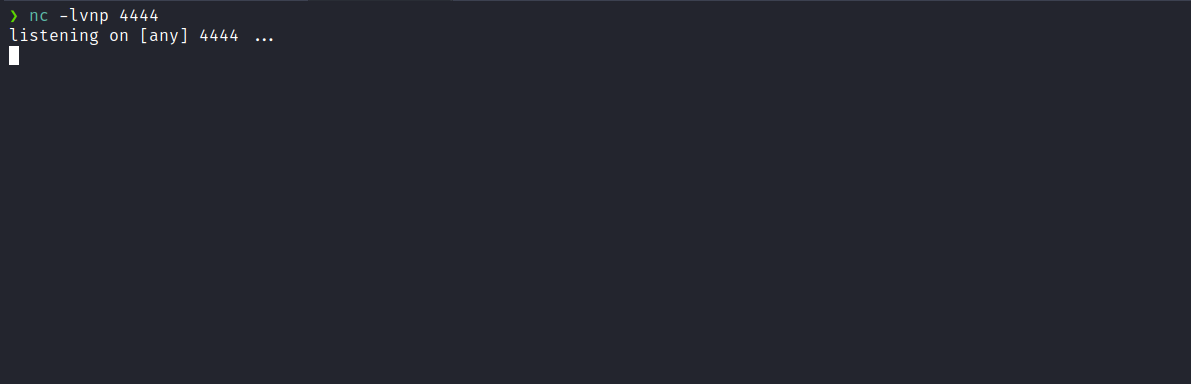 ❯ nc -lvnp 4444
listening on [any] 4444 ...